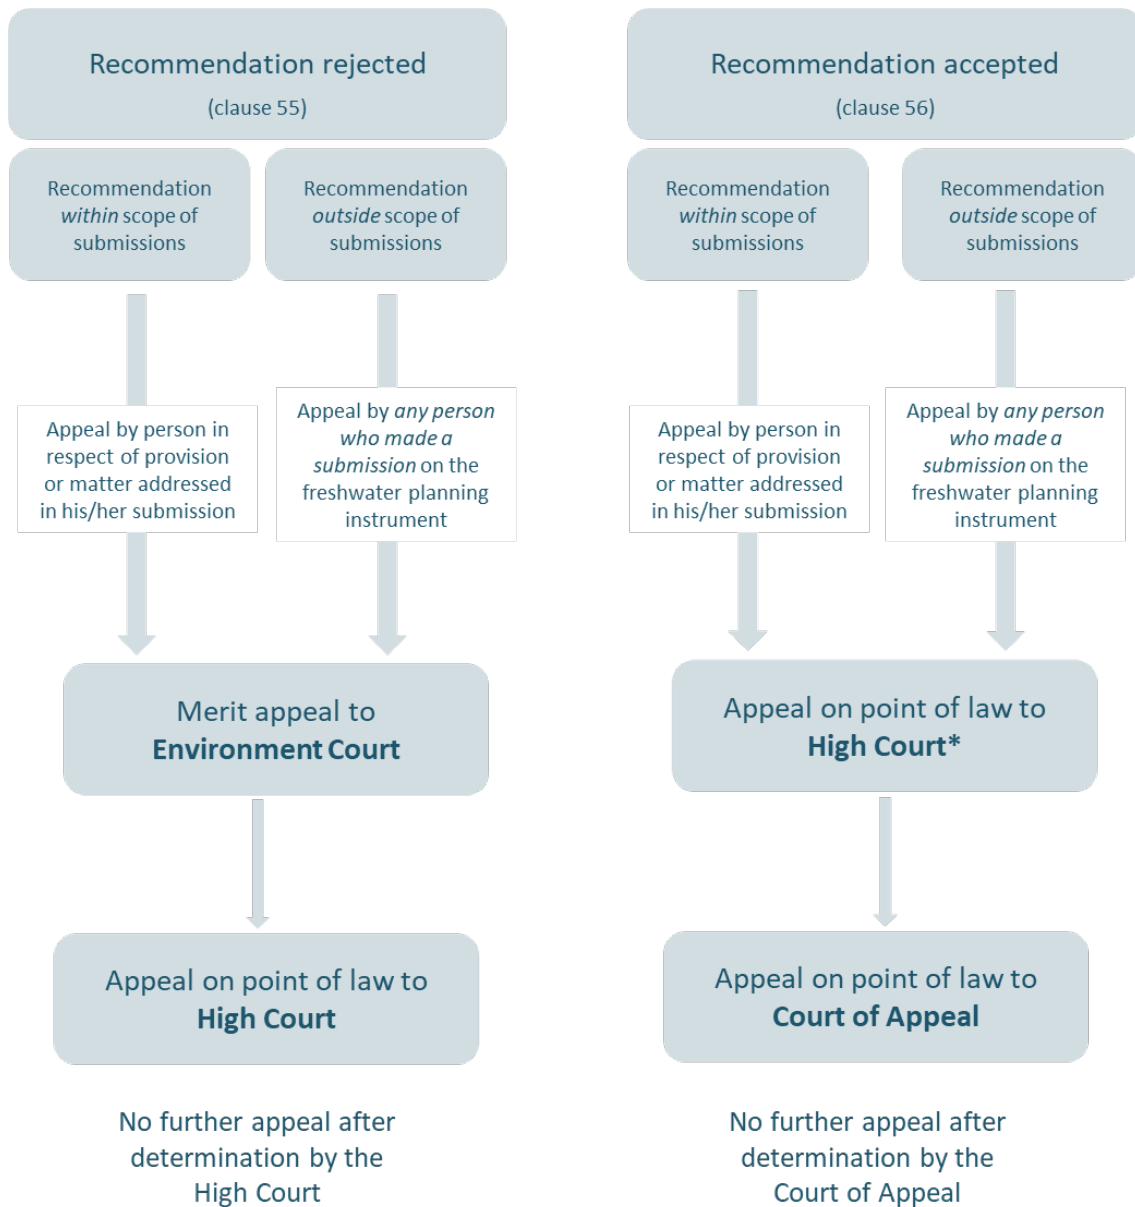 Recommendation rejected
(clause 55)
Recommendation
within scope of
submissions
Recommendation
outside scope of
submissions
Appeal by person in
respect of provision
or matter addressed
in his/her submission
Appeal by any person
who made a
submission on the
freshwater planning
instrument
Merit appeal to
Environment Court
Appeal on point of law to
High Court
No further appeal after
determination by the
High Court
Recommendation accepted
(clause 56)
Recommendation
within scope of
submissions
Recommendation
outside scope of
submissions
Appeal by person in
respect of provision
or matter addressed
in his/her submission
Appeal by any person
who made a
submission on the
freshwater planning
instrument
Appeal on point of law to
High Court*
Appeal on point of law to
Court of Appeal
No further appeal after
determination by the
Court of Appeal